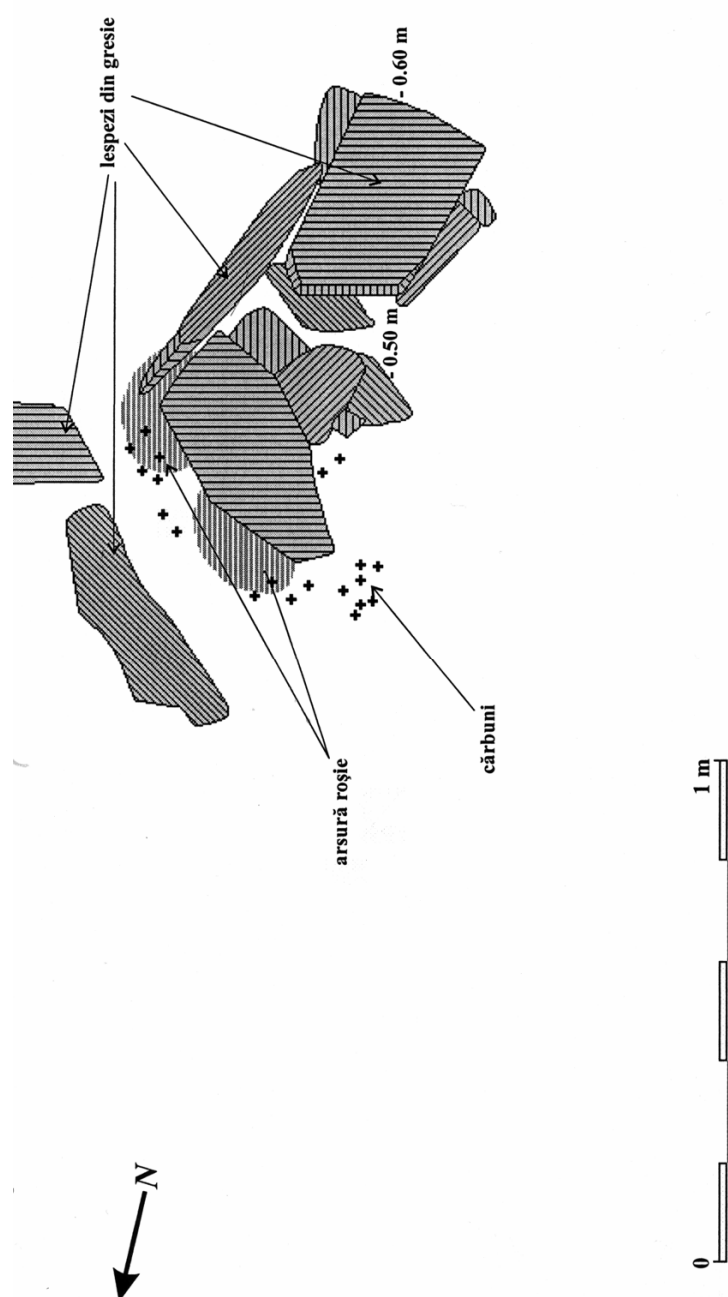 lespezi din gresie
- 0.60 m
- 0.50 m
arsură roșie
cărbuni
N
0
1 m